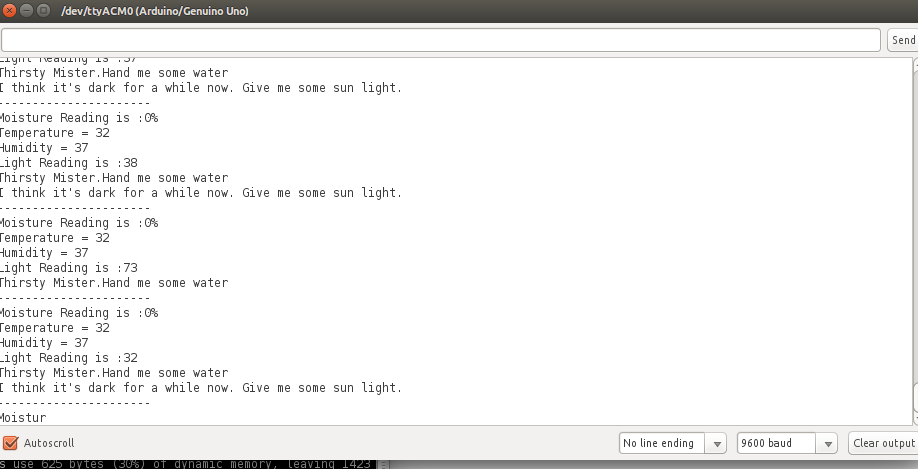 /dev/ttyACM0 (Arduino/Genuino Uno)
Send
Light Reading is :37
Thirsty Mister.Hand me some water
I think it's dark for a while now. Give me some sun light.
----------------------
Moisture Reading is :0%
Temperature = 32
Humidity = 37
Light Reading is :38
Thirsty Mister.Hand me some water
I think it's dark for a while now. Give me some sun light.
----------------------
Moisture Reading is :0%
Temperature = 32
Humidity = 37
Light Reading is :73
Thirsty Mister.Hand me some water
----------------------
Moisture Reading is :0%
Temperature = 32
Humidity = 37
Light Reading is :32
Thirsty Mister.Hand me some water
I think it's dark for a while now. Give me some sun light.
----------------------
Moistur
Autoscroll
No line ending
9600 baud
Clear output
s use 625 bytes (30%) of dynamic memory, leaving 1423